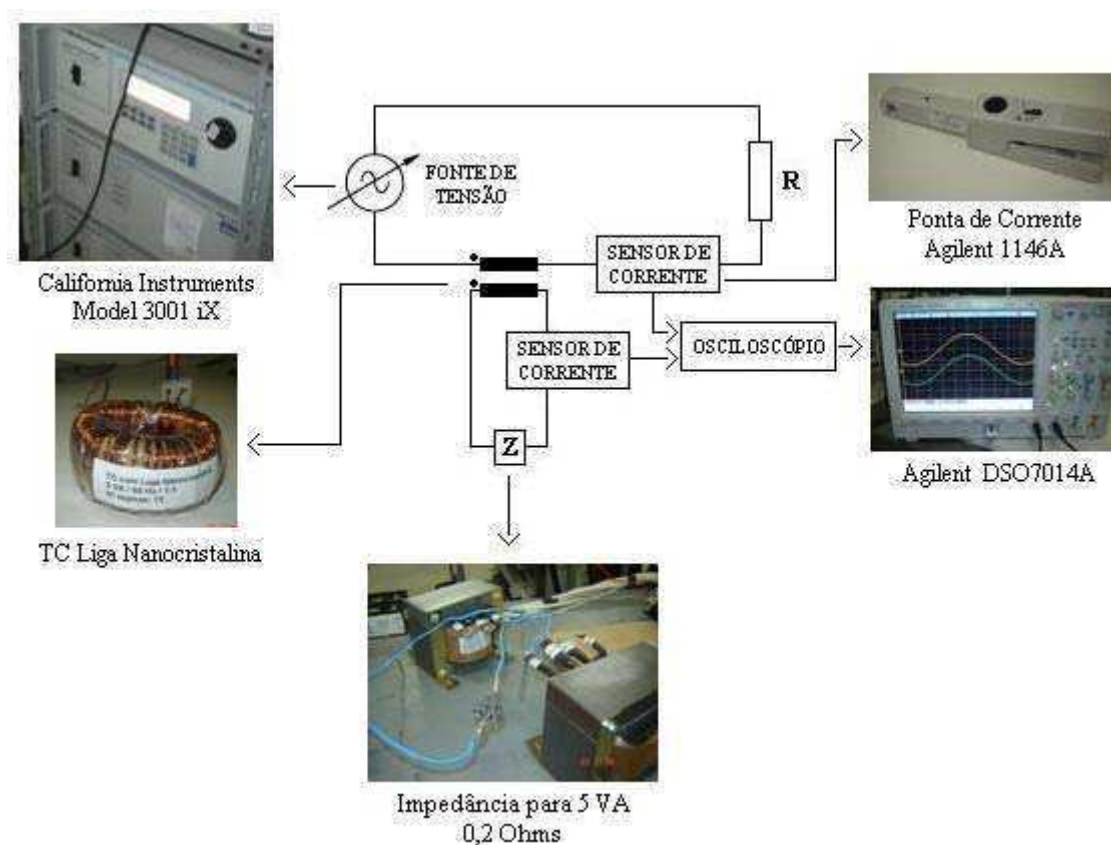 FONTE DE
TENSÃO
R
SENSOR DE
CORRENTE
SENSOR DE
CORRENTE
OSCILOSCÓPIO
Z
California Instruments
Model 3001 iX
Ponta de Corrente
Agilent 1146A
TC Liga Nanocristalina
Agilent DSO7014A
Impedância para 5 VA
0,2 Ohms